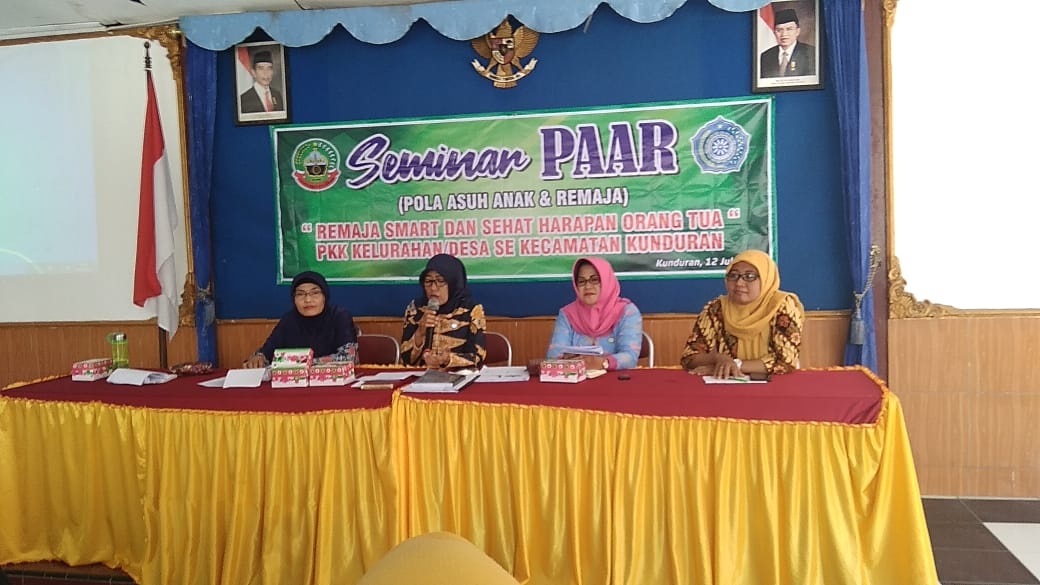 Seminar PAAR
(POLA ASUH ANAK & REMAJA)
“ REMAJA SMART DAN SEHAT HARAPAN ORANG TUA “
PKK KELURAHAN/DESA SE KECAMATAN KUNDURAN
Kunduran, 12 Jul